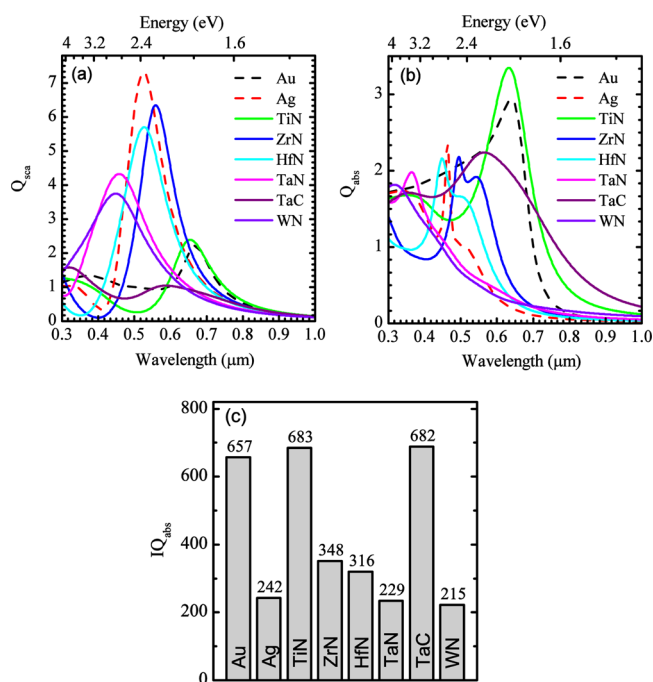 Energy (eV)
4 3.2 2.4 1.6
(a)
Q_sca
7
6
5
4
3
2
1
0
Au
Ag
TiN
ZrN
HfN
TaN
TaC
WN
0.3 0.4 0.5 0.6 0.7 0.8 0.9 1.0
Wavelength (μm)
Energy (eV)
4 3.2 2.4 1.6
(b)
Q_abs
3
2
1
0
Au
Ag
TiN
ZrN
HfN
TaN
TaC
WN
0.3 0.4 0.5 0.6 0.7 0.8 0.9 1.0
Wavelength (μm)
(c)
IQ_abs
800
600
400
200
0
657 242 683 348 316 229 682 215
Au Ag TiN ZrN HfN TaN TaC WN